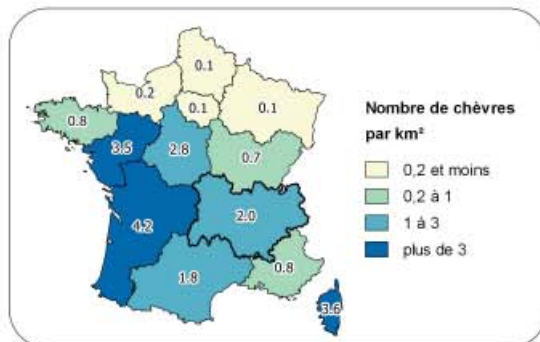 0.1
0.2
0.1
0.1
0.8
3.5
2.8
0.7
4.2
2.0
1.8
0.8
3.6
Nombre de chèvres
par km²
0,2 et moins
0,2 à 1
1 à 3
plus de 3